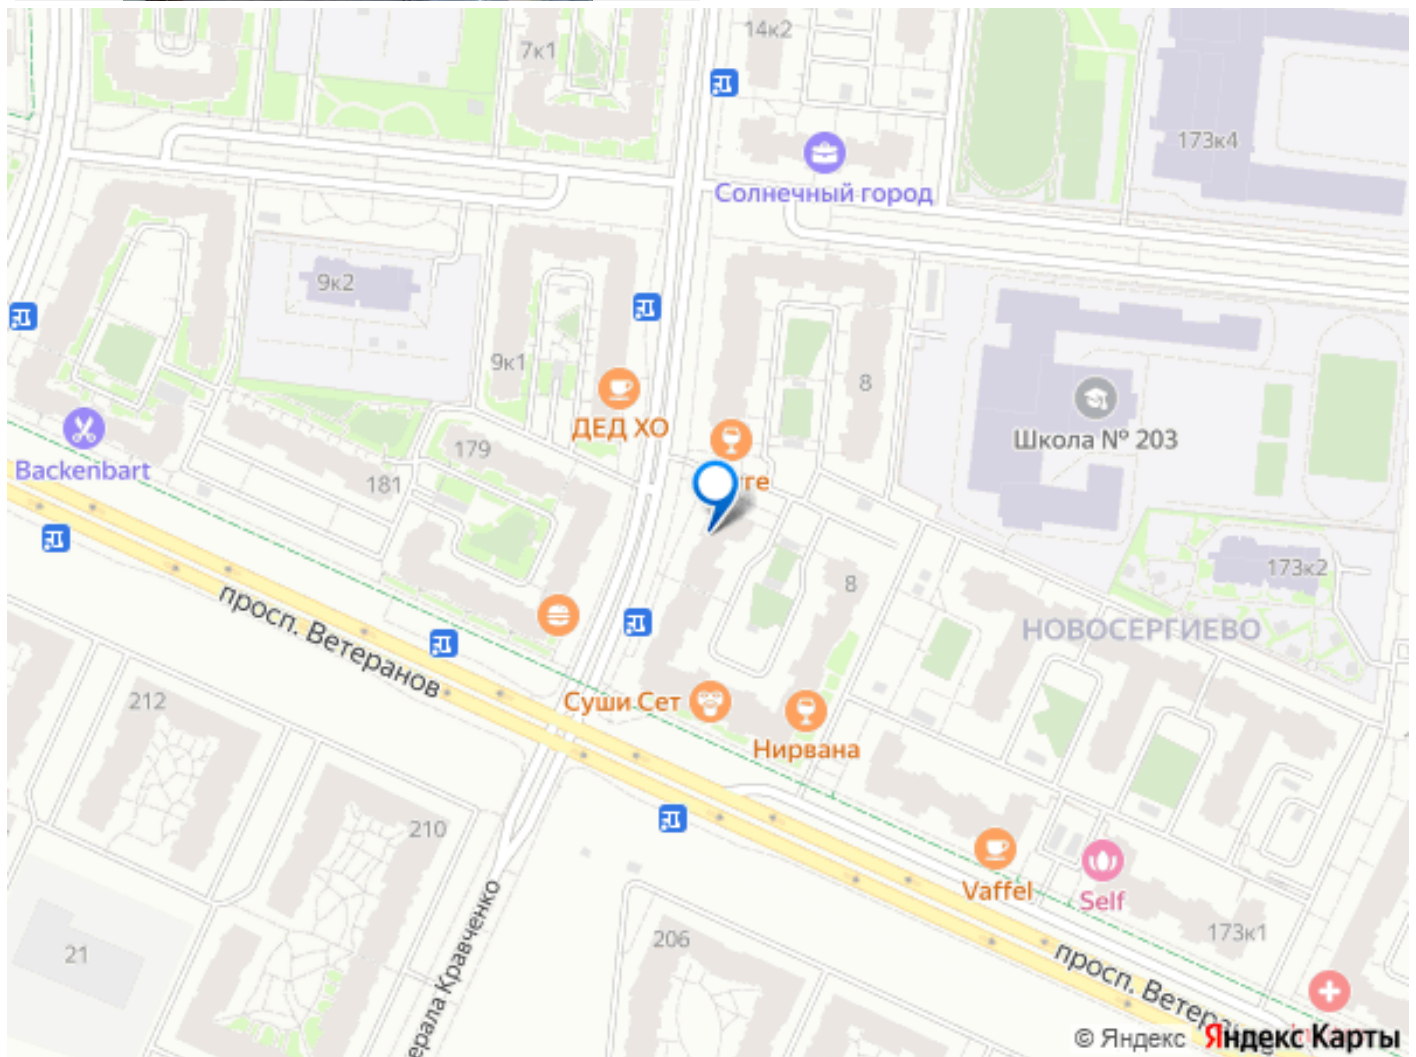 14к2
7к1
173к4
Солнечный город
9к2
9к1
8
ДЕД ХО
Школа № 203
179
Backenbart
181
173к2
8
НОВОСЕРГИЕВО
просп. Ветеранов
212
Суши Сет
Нирвана
210
Vaffel
Self
21
206
173к1
просп.
© Яндекс Яндекс Карты